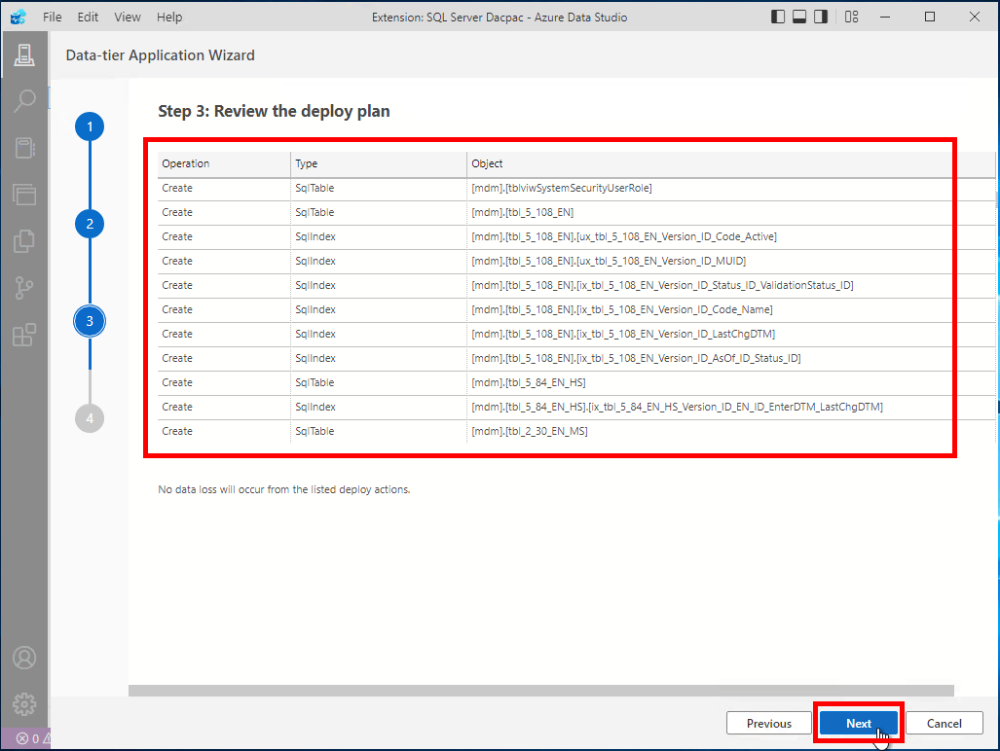 File Edit View Help Extension: SQL Server Dacpac - Azure Data Studio
Data-tier Application Wizard
Step 3: Review the deploy plan
1
2
3
4
Operation Type Object
Create SqlTable [mdm].[tblviwSystemSecurityUserRole]
Create SqlTable [mdm].[tbl_5_108_EN]
Create SqlIndex [mdm].[tbl_5_108_EN].[ux_tbl_5_108_EN_Version_ID_Code_Active]
Create SqlIndex [mdm].[tbl_5_108_EN].[ux_tbl_5_108_EN_Version_ID_MUID]
Create SqlIndex [mdm].[tbl_5_108_EN].[ix_tbl_5_108_EN_Version_ID_Status_ID_ValidationStatus_ID]
Create SqlIndex [mdm].[tbl_5_108_EN].[ix_tbl_5_108_EN_Version_ID_Code_Name]
Create SqlIndex [mdm].[tbl_5_108_EN].[ix_tbl_5_108_EN_Version_ID_LastChgDTM]
Create SqlIndex [mdm].[tbl_5_108_EN].[ix_tbl_5_108_EN_Version_ID_AsOf_ID_Status_ID]
Create SqlTable [mdm].[tbl_5_84_EN_HS]
Create SqlIndex [mdm].[tbl_5_84_EN_HS].[ix_tbl_5_84_EN_HS_Version_ID_EN_ID_EnterDTM_LastChgDTM]
Create SqlTable [mdm].[tbl_2_30_EN_MS]
No data loss will occur from the listed deploy actions.
Previous Next Cancel
0